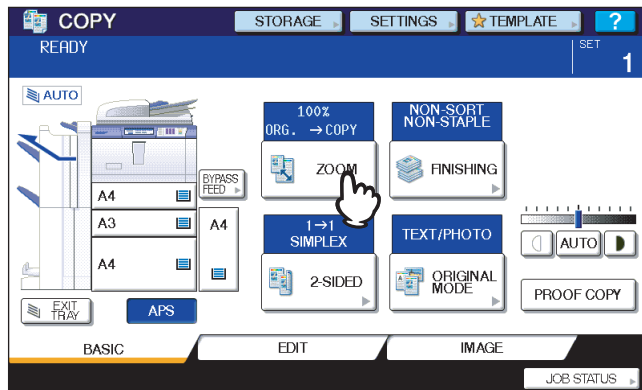 COPY
STORAGE
SETTINGS
TEMPLATE
?
READY
SET
1
AUTO
100%
ORG. →COPY
ZOOM
NON-SORT
NON-STAPLE
FINISHING
BYPASS
FEED
A4
A3
A4
A4
1→1
SIMPLEX
2-SIDED
TEXT/PHOTO
ORIGINAL
MODE
AUTO
PROOF COPY
EXIT
TRAY
APS
BASIC
EDIT
IMAGE
JOB STATUS